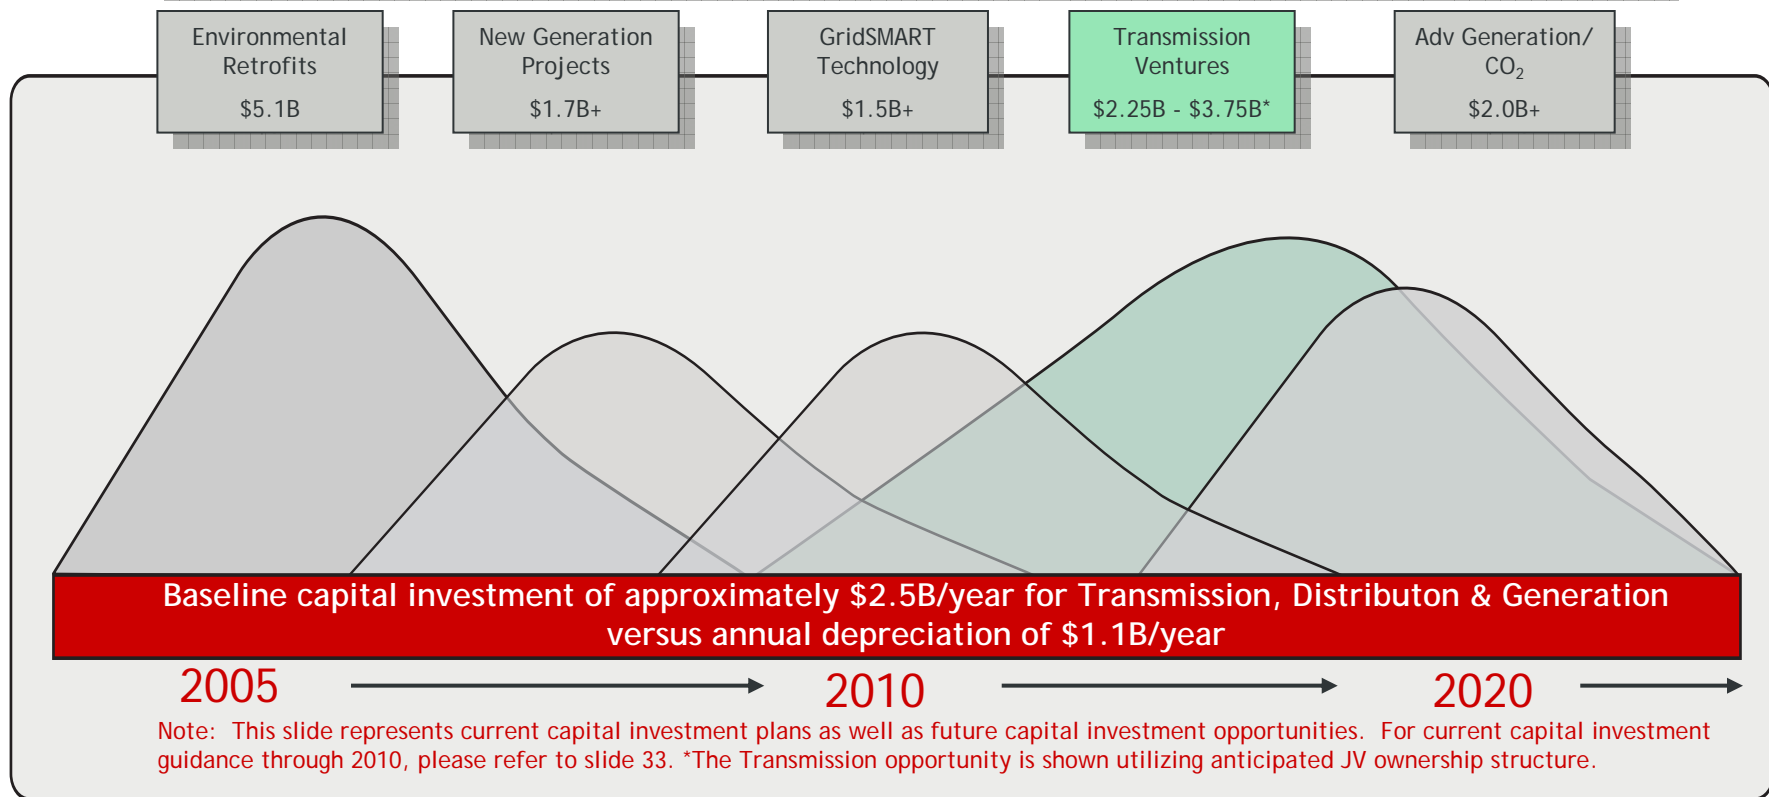 Environmental
Retrofits
$5.1B
New Generation
Projects
$1.7B+
GridSMART
Technology
$1.5B+
Transmission
Ventures
$2.25B - $3.75B*
Adv Generation/
CO₂
$2.0B+
Baseline capital investment of approximately $2.5B/year for Transmission, Distributon & Generation
versus annual depreciation of $1.1B/year
2005
2010
2020
Note: This slide represents current capital investment plans as well as future capital investment opportunities. For current capital investment
guidance through 2010, please refer to slide 33. *The Transmission opportunity is shown utilizing anticipated JV ownership structure.